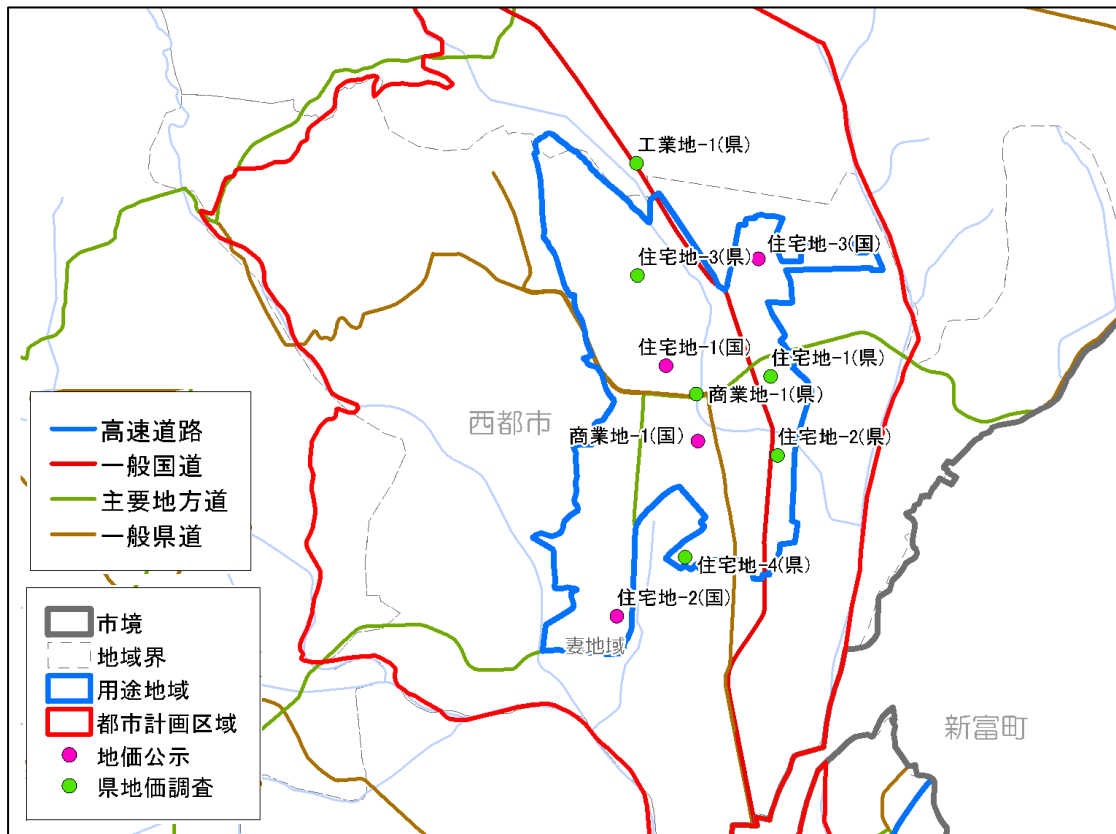 工業地-1(県)
住宅地-3(国)
住宅地-3(県)
住宅地-1(国)
住宅地-1(県)
商業地-1(県)
西都市
商業地-1(国)
住宅地-2(県)
住宅地-4(県)
住宅地-2(国)
妻地域
新富町
高速道路
一般国道
主要地方道
一般県道
市境
地域界
用途地域
都市計画区域
地価公示
県地価調査